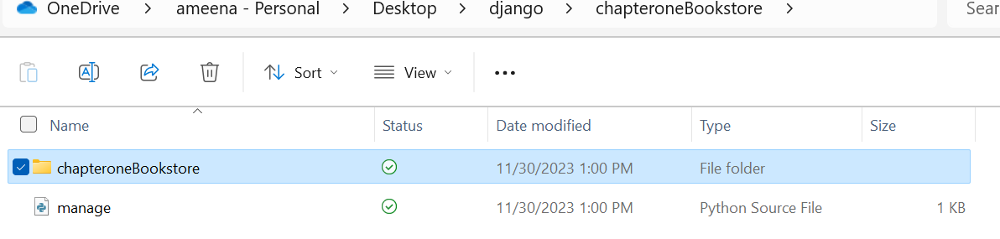 OneDrive > ameena - Personal > Desktop > django > chapteroneBookstore > Sear
Sort View
Name Status Date modified Type Size
chapteroneBookstore 11/30/2023 1:00 PM File folder
manage 11/30/2023 1:00 PM Python Source File 1 KB